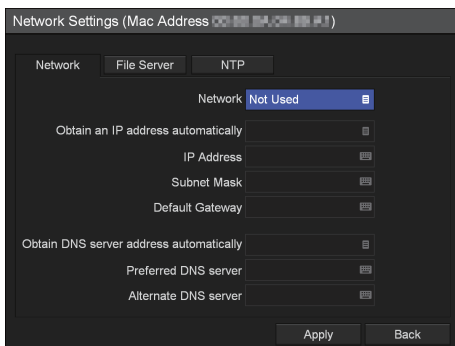 Network Settings (Mac Address )
Network File Server NTP
Network Not Used
Obtain an IP address automatically
IP Address
Subnet Mask
Default Gateway
Obtain DNS server address automatically
Preferred DNS server
Alternate DNS server
Apply Back